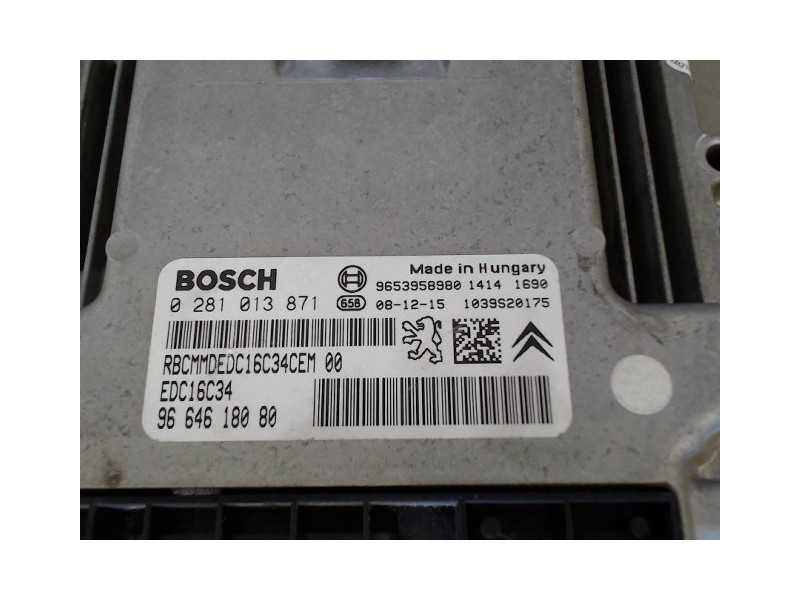 BOSCH
Made in Hungary
9653958980 1414 1690
0 281 013 871
65B 08-12-15 1039S20175
RBCMMDEDC16C34CEM 00
EDC16C34
96 646 180 80